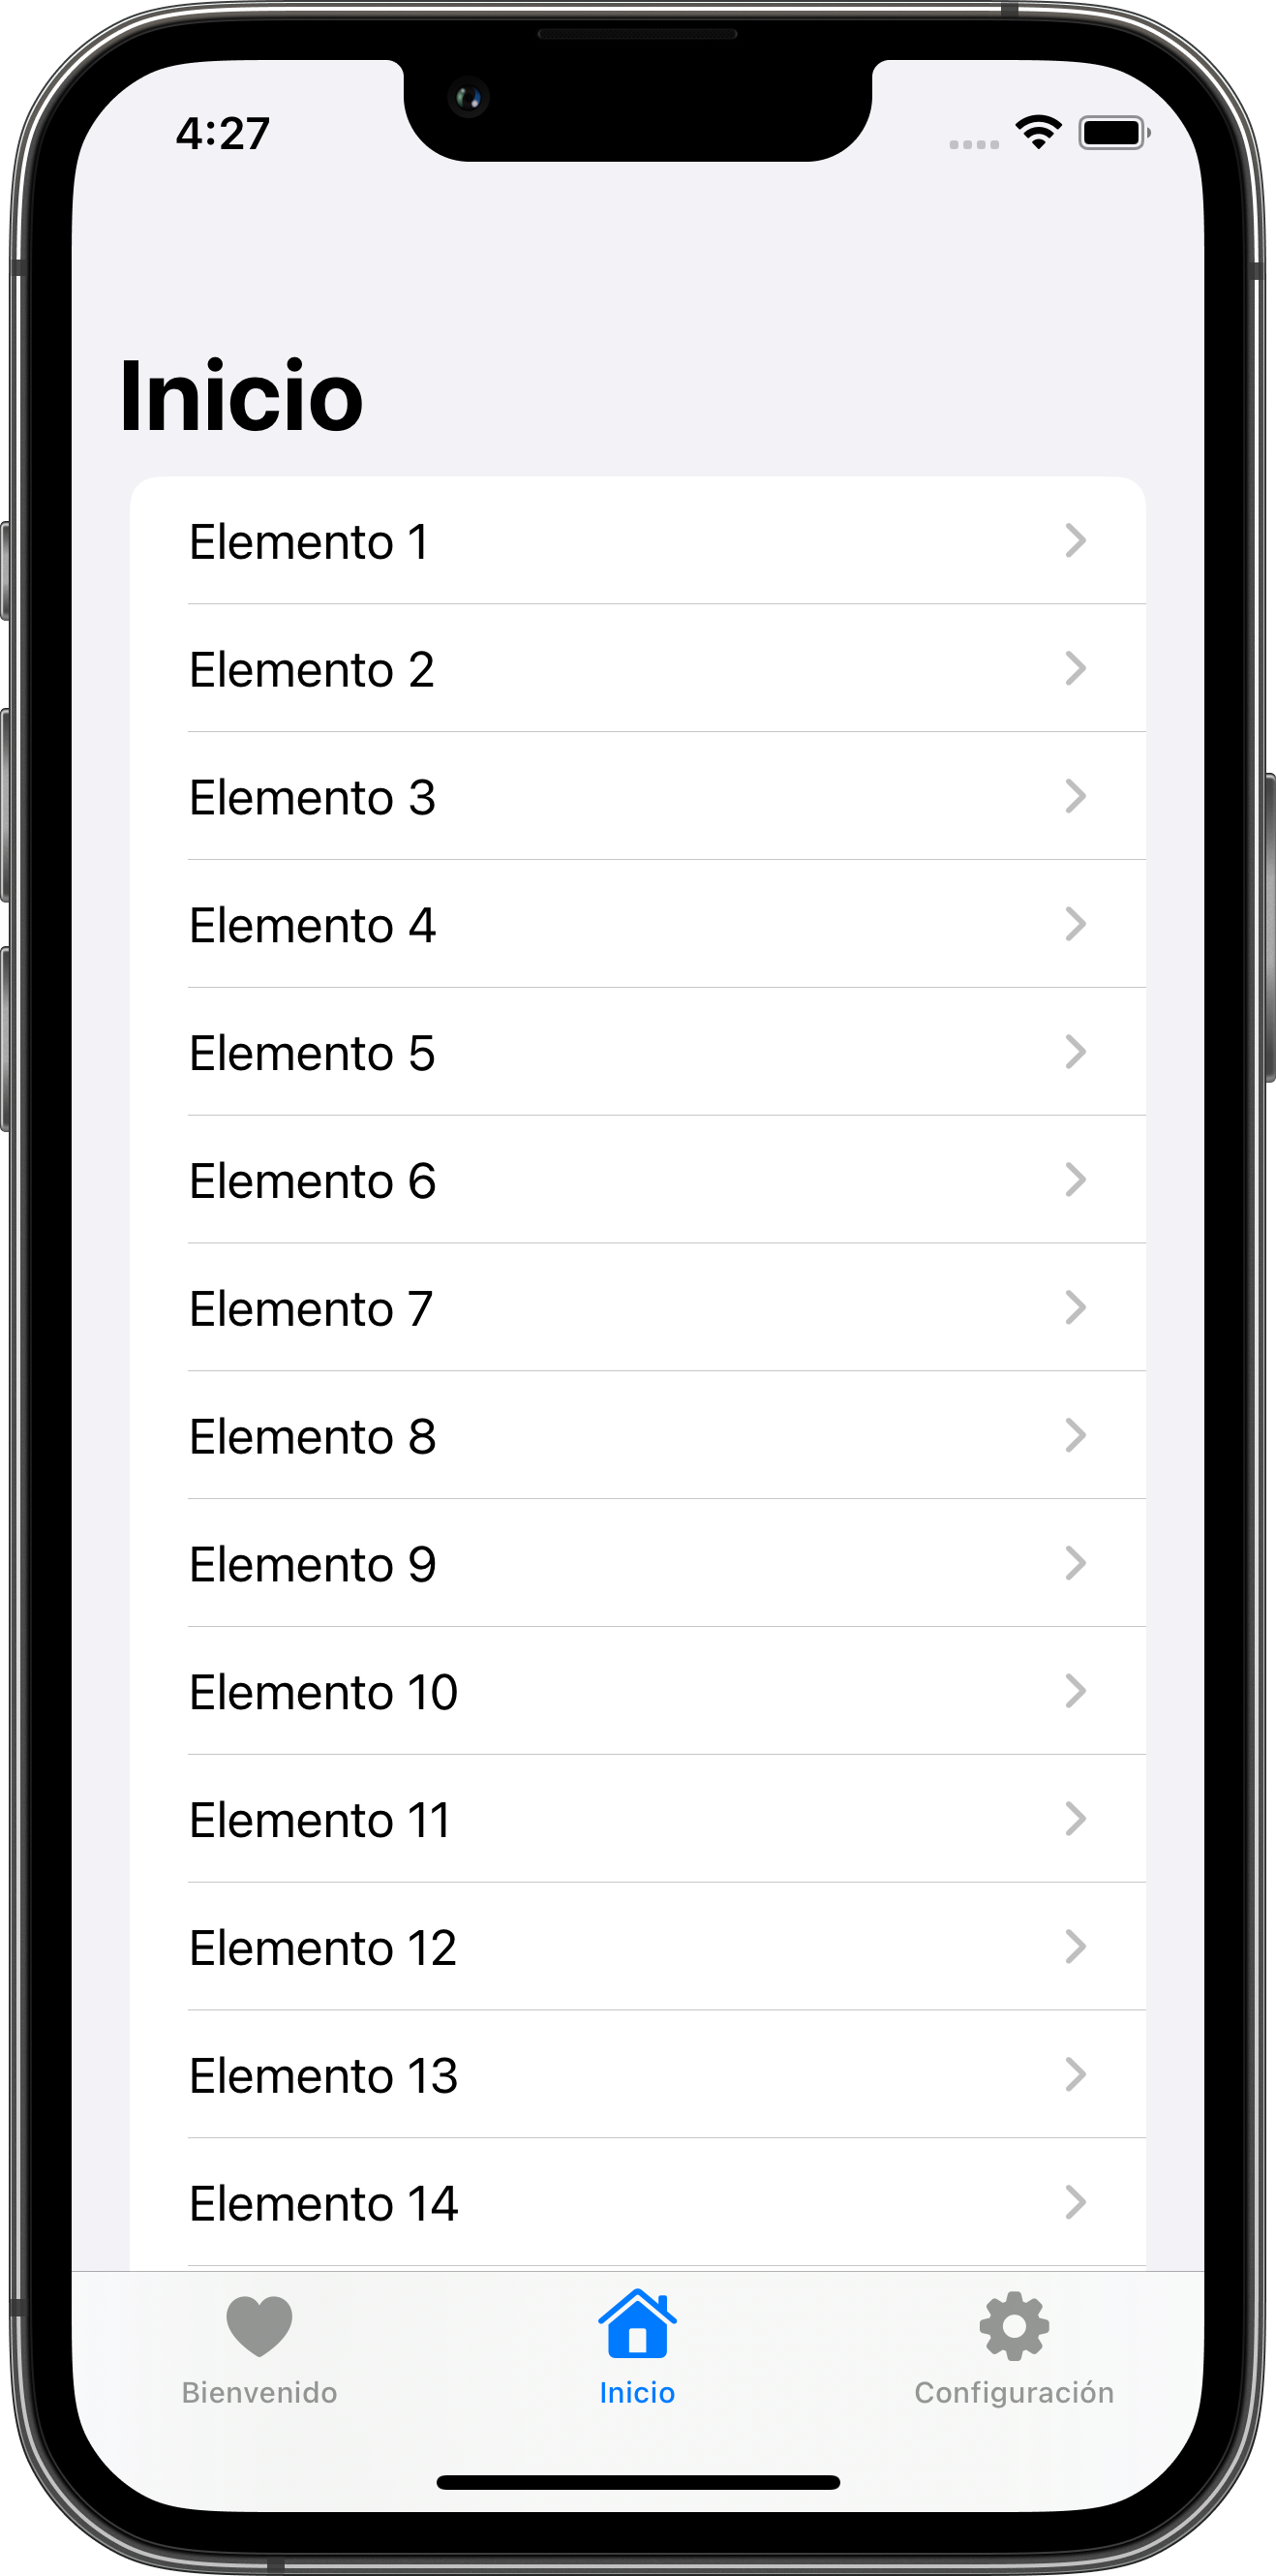 4:27
Inicio
Elemento 1
Elemento 2
Elemento 3
Elemento 4
Elemento 5
Elemento 6
Elemento 7
Elemento 8
Elemento 9
Elemento 10
Elemento 11
Elemento 12
Elemento 13
Elemento 14
Bienvenido
Inicio
Configuración